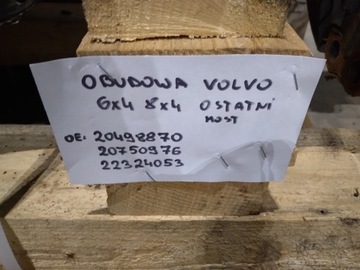 OBUDOWA VOLVO
6x4 8x4 OSTATNI
MOST
OE: 20498870
20750976
22324053